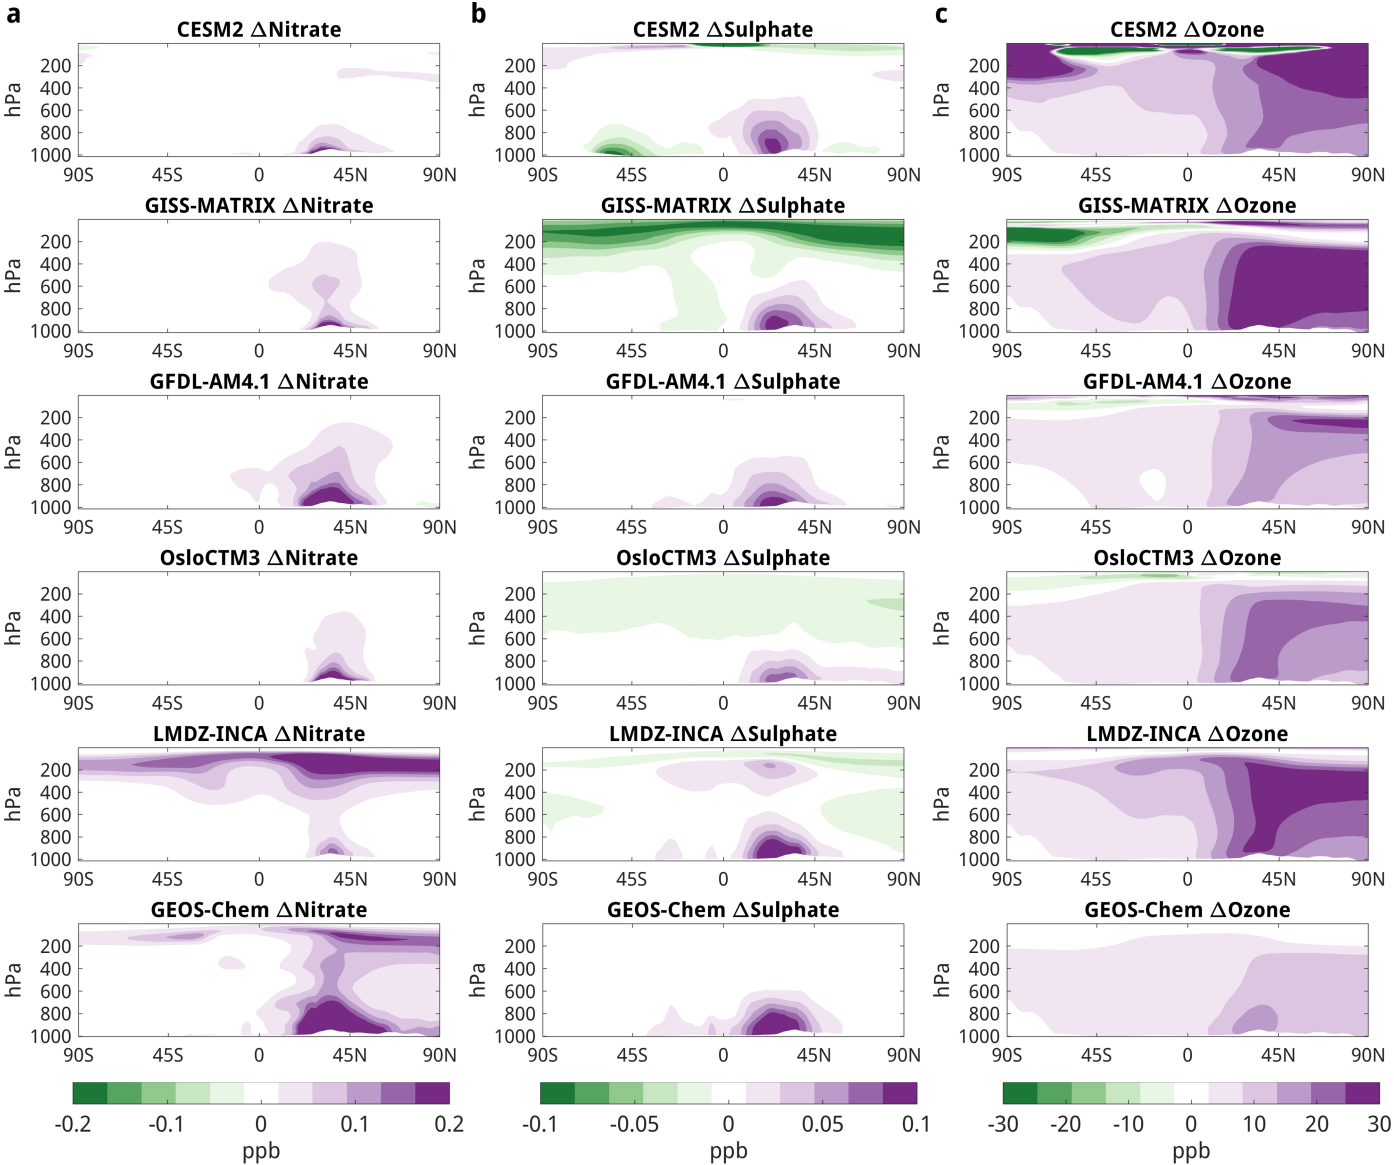 a b c
CESM2 ΔNitrate CESM2 ΔSulphate CESM2 ΔOzone
hPa 200 400 600 800 1000 hPa 200 400 600 800 1000 hPa 200 400 600 800 1000
90S 45S 0 45N 90N 90S 45S 0 45N 90N 90S 45S 0 45N 90N
GISS-MATRIX ΔNitrate GISS-MATRIX ΔSulphate GISS-MATRIX ΔOzone
hPa 200 400 600 800 1000 hPa 200 400 600 800 1000 hPa 200 400 600 800 1000
90S 45S 0 45N 90N 90S 45S 0 45N 90N 90S 45S 0 45N 90N
GFDL-AM4.1 ΔNitrate GFDL-AM4.1 ΔSulphate GFDL-AM4.1 ΔOzone
hPa 200 400 600 800 1000 hPa 200 400 600 800 1000 hPa 200 400 600 800 1000
90S 45S 0 45N 90N 90S 45S 0 45N 90N 90S 45S 0 45N 90N
OsloCTM3 ΔNitrate OsloCTM3 ΔSulphate OsloCTM3 ΔOzone
hPa 200 400 600 800 1000 hPa 200 400 600 800 1000 hPa 200 400 600 800 1000
90S 45S 0 45N 90N 90S 45S 0 45N 90N 90S 45S 0 45N 90N
LMDZ-INCA ΔNitrate LMDZ-INCA ΔSulphate LMDZ-INCA ΔOzone
hPa 200 400 600 800 1000 hPa 200 400 600 800 1000 hPa 200 400 600 800 1000
90S 45S 0 45N 90N 90S 45S 0 45N 90N 90S 45S 0 45N 90N
GEOS-Chem ΔNitrate GEOS-Chem ΔSulphate GEOS-Chem ΔOzone
hPa 200 400 600 800 1000 hPa 200 400 600 800 1000 hPa 200 400 600 800 1000
90S 45S 0 45N 90N 90S 45S 0 45N 90N 90S 45S 0 45N 90N
-0.2 -0.1 0 0.1 0.2 -0.1 -0.05 0 0.05 0.1 -30 -20 -10 0 10 20 30
ppb ppb ppb